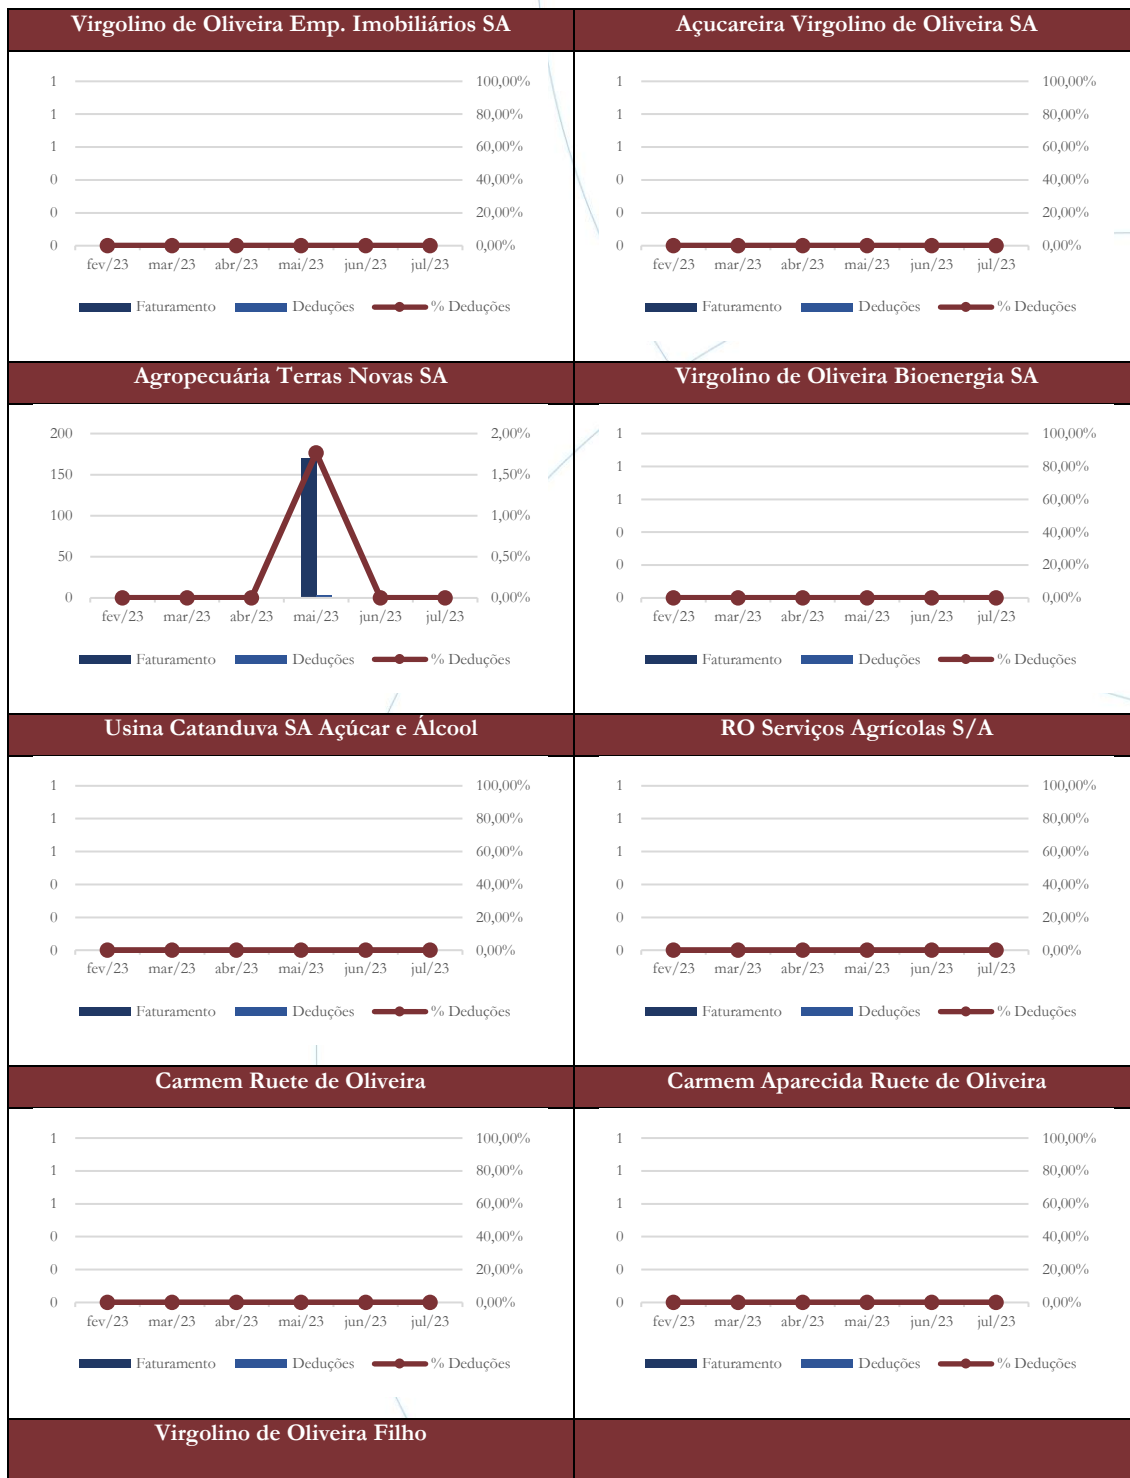 Virgolino de Oliveira Emp. Imobiliários SA
Açucareira Virgolino de Oliveira SA
1 100,00%
1 80,00%
1 60,00%
0 40,00%
0 20,00%
0 0,00%
fev/23 mar/23 abr/23 mai/23 jun/23 jul/23
Faturamento Deduções % Deduções
1 100,00%
1 80,00%
1 60,00%
0 40,00%
0 20,00%
0 0,00%
fev/23 mar/23 abr/23 mai/23 jun/23 jul/23
Faturamento Deduções % Deduções
Agropecuária Terras Novas SA
Virgolino de Oliveira Bioenergia SA
200 2,00%
150 1,50%
100 1,00%
50 0,50%
0 0,00%
fev/23 mar/23 abr/23 mai/23 jun/23 jul/23
Faturamento Deduções % Deduções
1 100,00%
1 80,00%
1 60,00%
0 40,00%
0 20,00%
0 0,00%
fev/23 mar/23 abr/23 mai/23 jun/23 jul/23
Faturamento Deduções % Deduções
Usina Catanduva SA Açúcar e Álcool
RO Serviços Agrícolas S/A
1 100,00%
1 80,00%
1 60,00%
0 40,00%
0 20,00%
0 0,00%
fev/23 mar/23 abr/23 mai/23 jun/23 jul/23
Faturamento Deduções % Deduções
1 100,00%
1 80,00%
1 60,00%
0 40,00%
0 20,00%
0 0,00%
fev/23 mar/23 abr/23 mai/23 jun/23 jul/23
Faturamento Deduções % Deduções
Carmem Ruete de Oliveira
Carmem Aparecida Ruete de Oliveira
1 100,00%
1 80,00%
1 60,00%
0 40,00%
0 20,00%
0 0,00%
fev/23 mar/23 abr/23 mai/23 jun/23 jul/23
Faturamento Deduções % Deduções
1 100,00%
1 80,00%
1 60,00%
0 40,00%
0 20,00%
0 0,00%
fev/23 mar/23 abr/23 mai/23 jun/23 jul/23
Faturamento Deduções % Deduções
Virgolino de Oliveira Filho